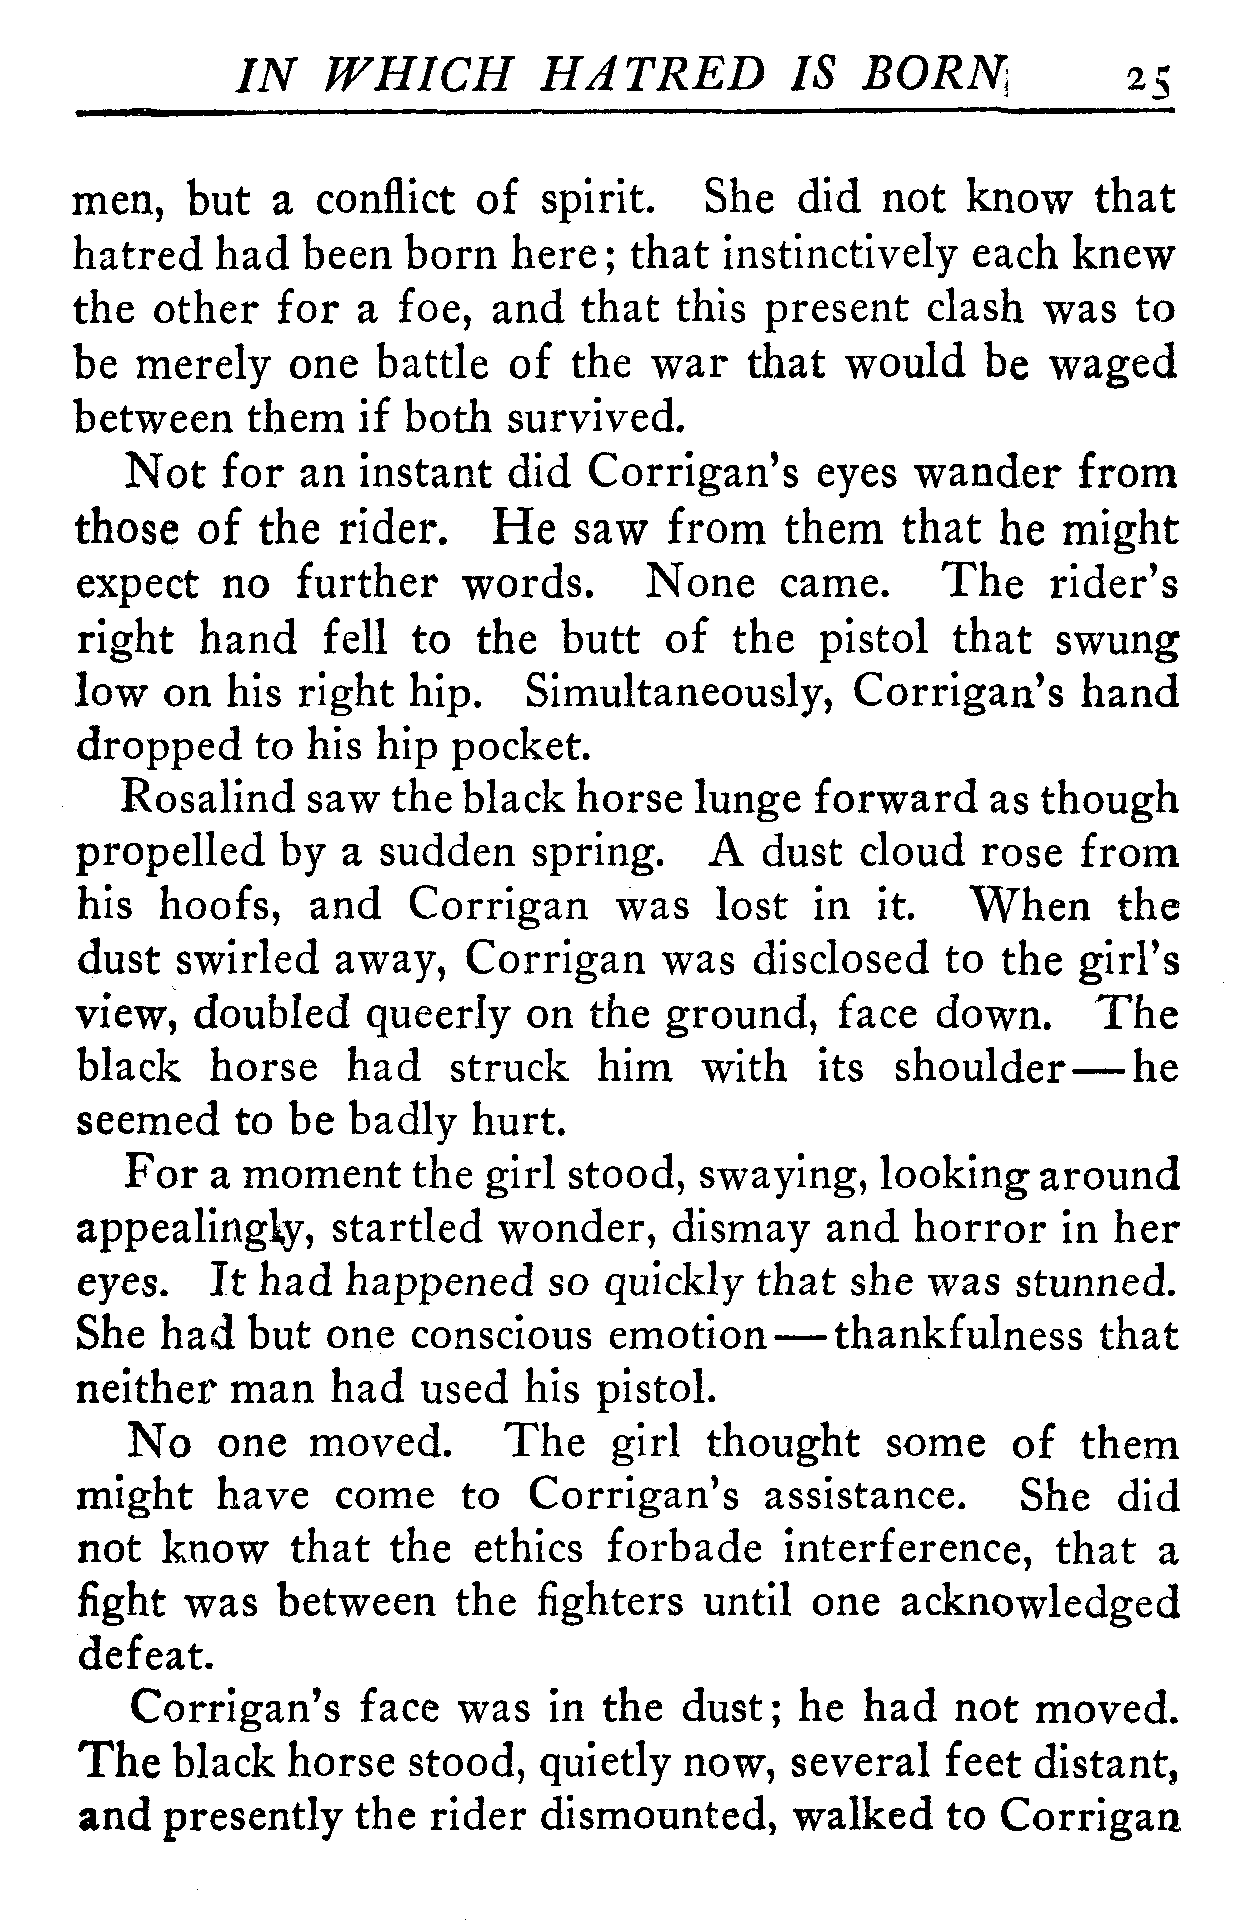 IN WHICH HATRED IS BORN 25
men, but a conflict of spirit. She did not know that
hatred had been born here; that instinctively each knew
the other for a foe, and that this present clash was to
be merely one battle of the war that would be waged
between them if both survived.
Not for an instant did Corrigan's eyes wander from
those of the rider. He saw from them that he might
expect no further words. None came. The rider's
right hand fell to the butt of the pistol that swung
low on his right hip. Simultaneously, Corrigan's hand
dropped to his hip pocket.
Rosalind saw the black horse lunge forward as though
propelled by a sudden spring. A dust cloud rose from
his hoofs, and Corrigan was lost in it. When the
dust swirled away, Corrigan was disclosed to the girl's
view, doubled queerly on the ground, face down. The
black horse had struck him with its shoulder—he
seemed to be badly hurt.
For a moment the girl stood, swaying, looking around
appealingly, startled wonder, dismay and horror in her
eyes. It had happened so quickly that she was stunned.
She had but one conscious emotion—thankfulness that
neither man had used his pistol.
No one moved. The girl thought some of them
might have come to Corrigan's assistance. She did
not know that the ethics forbade interference, that a
fight was between the fighters until one acknowledged
defeat.
Corrigan's face was in the dust; he had not moved.
The black horse stood, quietly now, several feet distant,
and presently the rider dismounted, walked to Corrigan